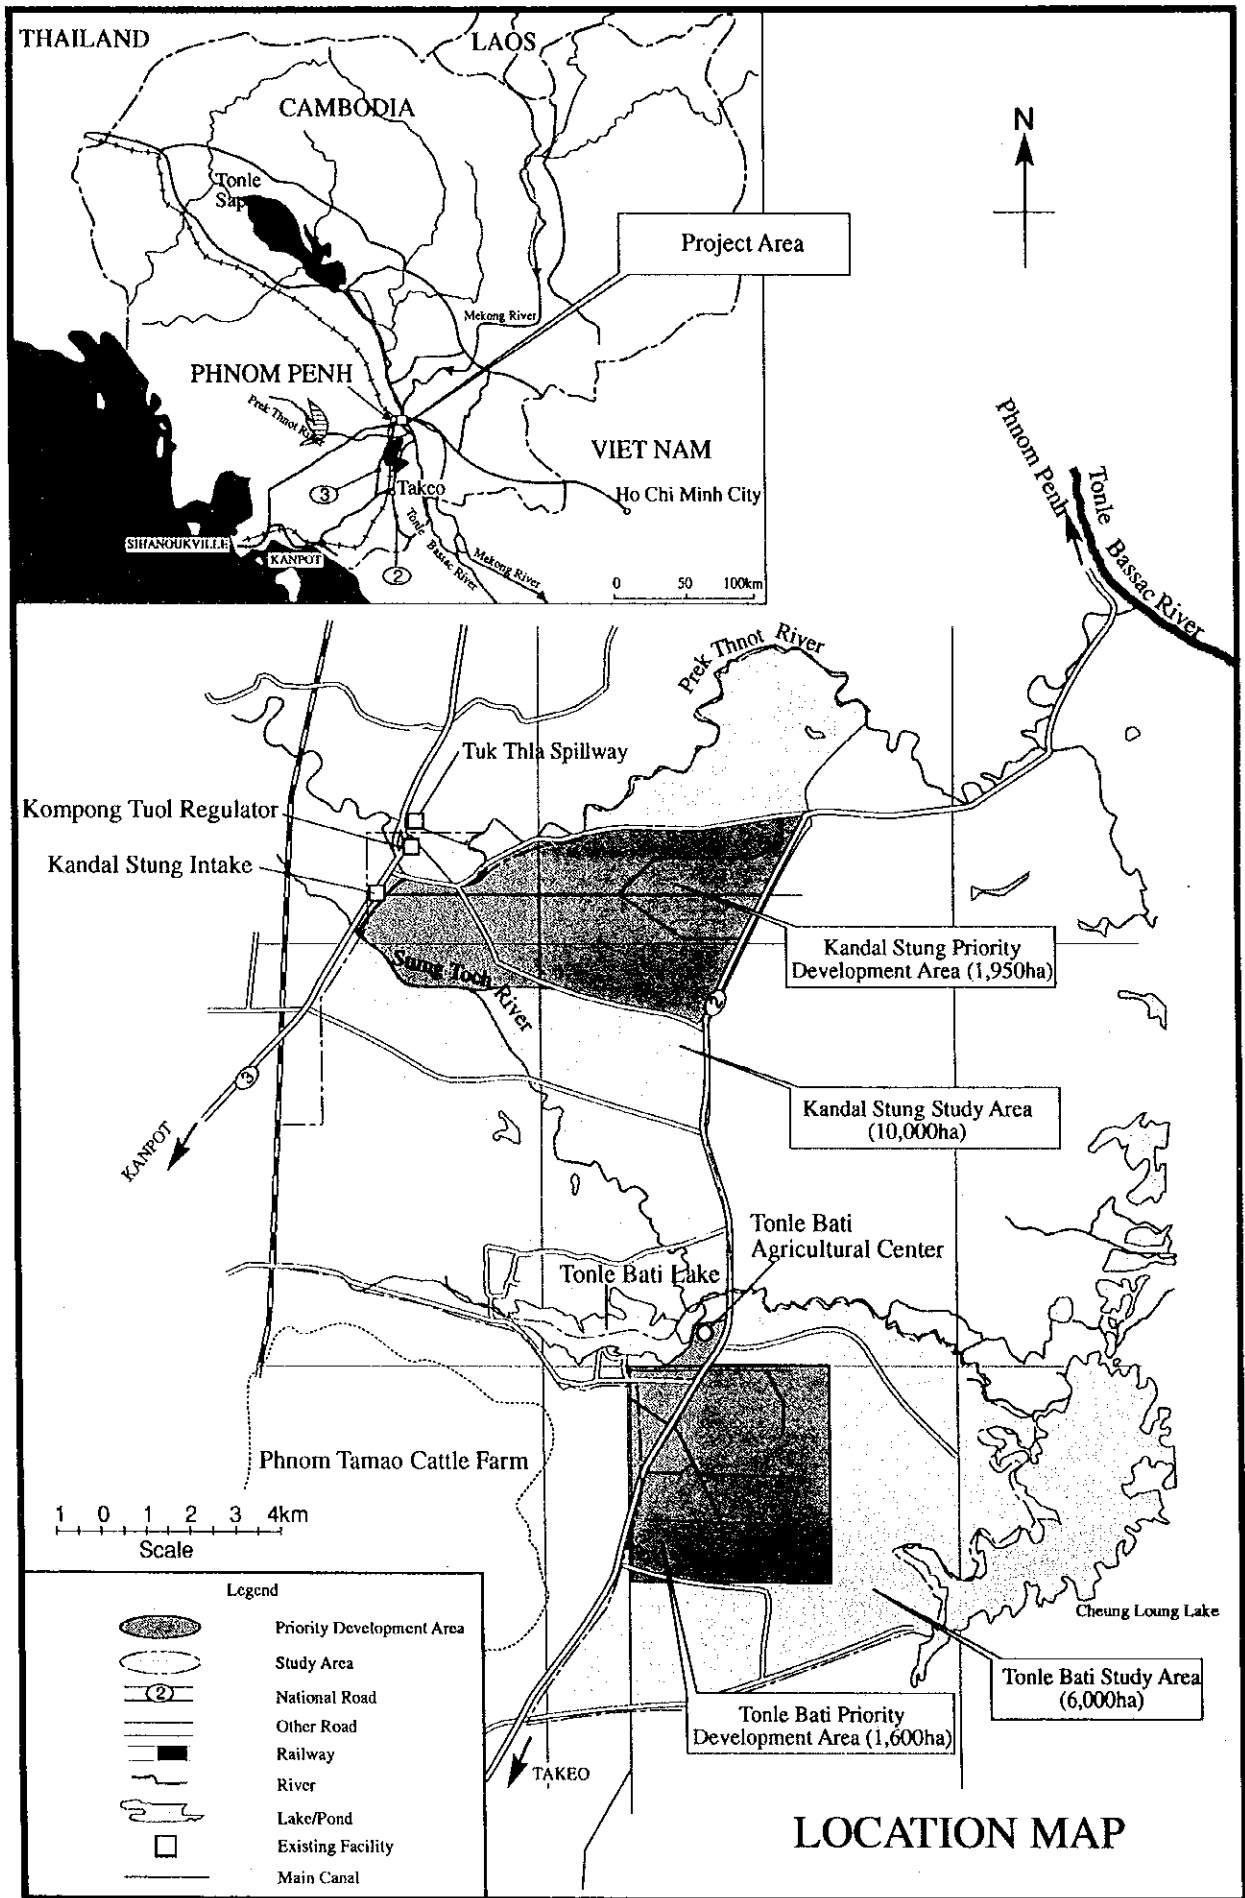 THAILAND
LAOS
CAMBODIA
Tonle
Sap
Project Area
Mekong River
PHNOM PENH
Prek Thnot River
VIET NAM
3
Takeo
Ho Chi Minh City
SIHANOUKVILLE
KANPOT
Tonle Bassac River
Mekong River
2
0 50 100km
N
Phnom Penh
Tonle Bassac River
Prek Thnot River
Tuk Thla Spillway
Kompong Tuol Regulator
Kandal Stung Intake
Kandal Stung Priority
Development Area (1,950ha)
Stung Toch River
2
3
KANPOT
Kandal Stung Study Area
(10,000ha)
Tonle Bati
Agricultural Center
Tonle Bati Lake
Phnom Tamao Cattle Farm
1 0 1 2 3 4km
Scale
Cheung Loung Lake
Tonle Bati Study Area
(6,000ha)
Tonle Bati Priority
Development Area (1,600ha)
TAKEO
Legend
Priority Development Area
Study Area
2
National Road
Other Road
Railway
River
Lake/Pond
Existing Facility
Main Canal
LOCATION MAP